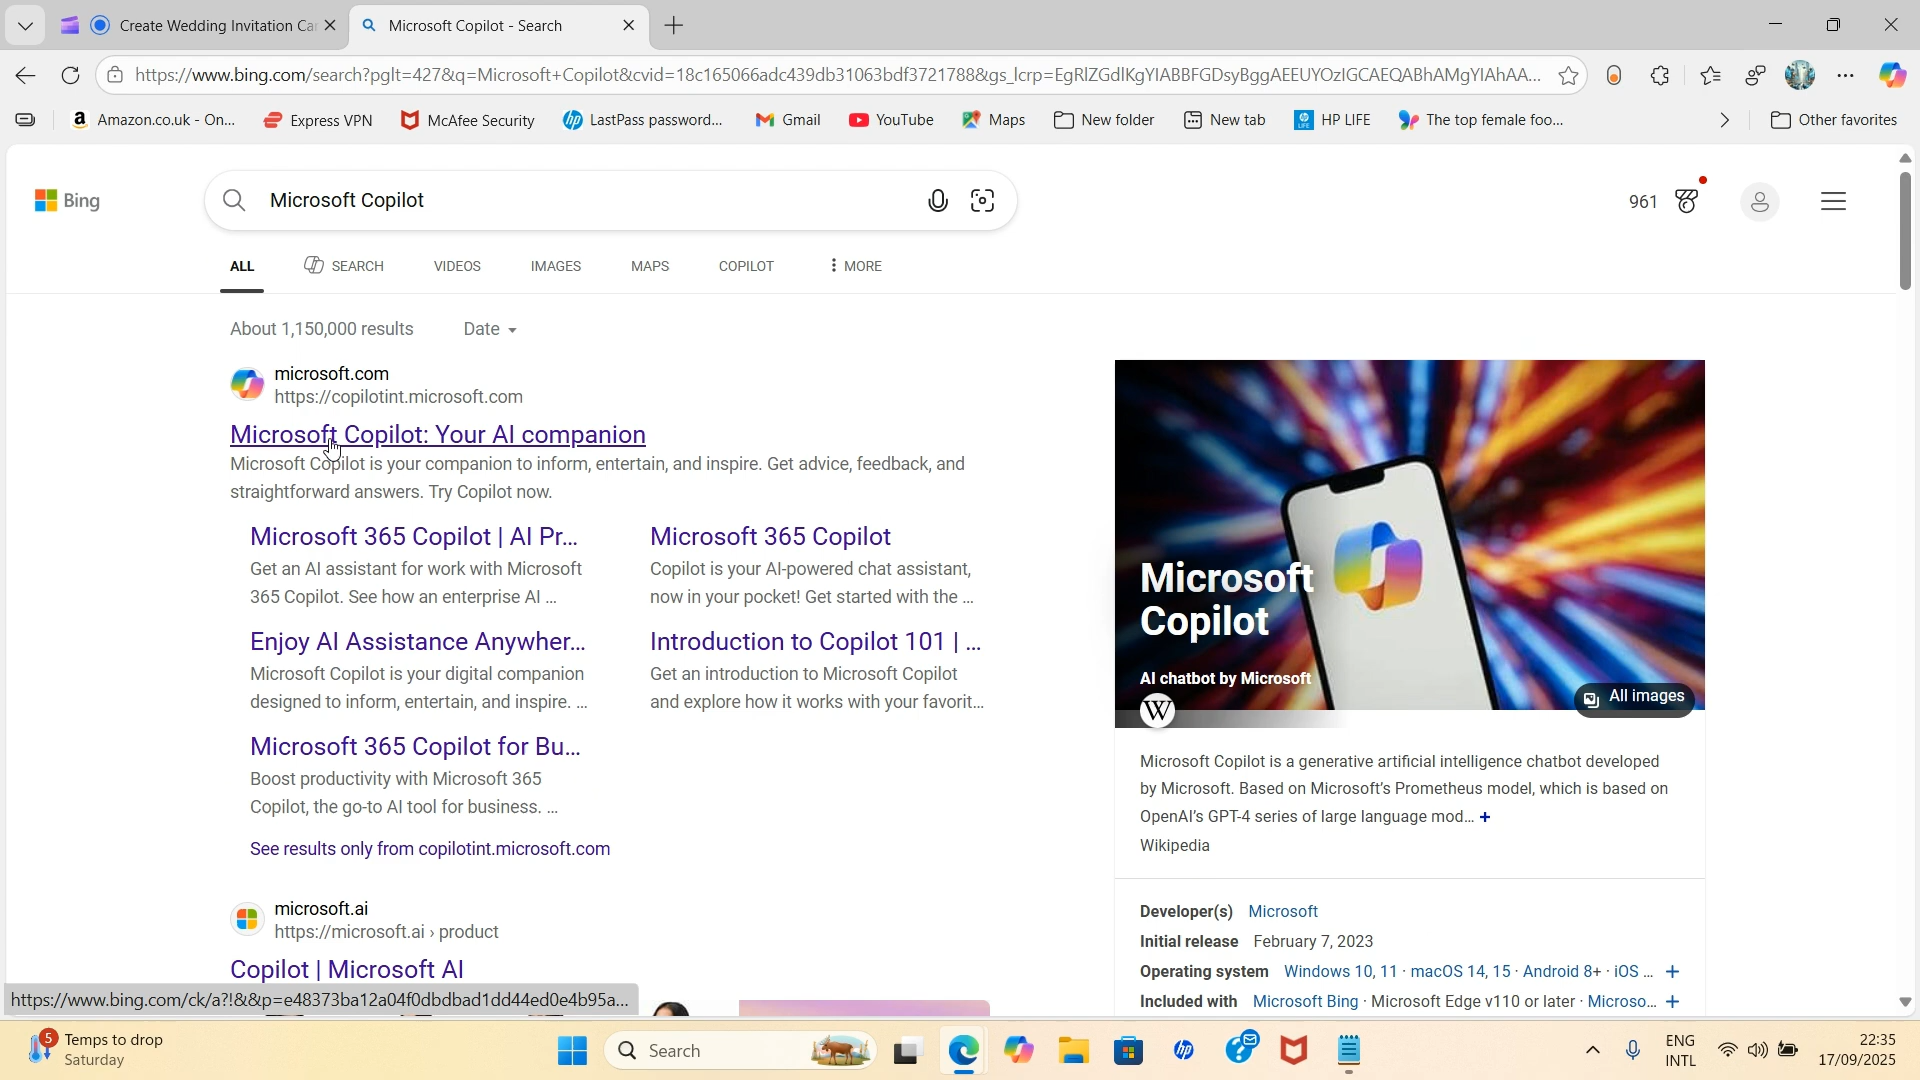 Create Wedding Invitation Car
Microsoft Copilot - Search
https://www.bing.com/search?pglt=427&q=Microsoft+Copilot&cvid=18c165066adc439db31063bdf3721788&gs_lcrp=EgRlZGdlKgYIABBFGDsyBggAEEUYOzIGCAEQABhAMgYIAhAA...
Amazon.co.uk - On...
Express VPN
McAfee Security
LastPass password...
Gmail
YouTube
Maps
New folder
New tab
HP LIFE
The top female foo...
Other favorites
Bing
Microsoft Copilot
961
ALL
SEARCH
VIDEOS
IMAGES
MAPS
COPILOT
MORE
About 1,150,000 results
Date
microsoft.com
https://copilotint.microsoft.com
Microsoft Copilot: Your AI companion
Microsoft Copilot is your companion to inform, entertain, and inspire. Get advice, feedback, and
straightforward answers. Try Copilot now.
Microsoft 365 Copilot | AI Pr...
Get an AI assistant for work with Microsoft
365 Copilot. See how an enterprise AI ...
Microsoft 365 Copilot
Copilot is your AI-powered chat assistant,
now in your pocket! Get started with the ...
Enjoy AI Assistance Anywher...
Microsoft Copilot is your digital companion
designed to inform, entertain, and inspire. ...
Introduction to Copilot 101 | ...
Get an introduction to Microsoft Copilot
and explore how it works with your favorit...
Microsoft 365 Copilot for Bu...
Boost productivity with Microsoft 365
Copilot, the go-to AI tool for business. ...
See results only from copilotint.microsoft.com
microsoft.ai
https://microsoft.ai › product
Copilot | Microsoft AI
https://www.bing.com/ck/a?!&&p=e48373ba12a04f0dbdbad1dd44ed0e4b95a...
Microsoft
Copilot
AI chatbot by Microsoft
W
All images
Microsoft Copilot is a generative artificial intelligence chatbot developed
by Microsoft. Based on Microsoft's Prometheus model, which is based on
OpenAI's GPT-4 series of large language mod... +
Wikipedia
Developer(s) Microsoft
Initial release February 7, 2023
Operating system Windows 10, 11 · macOS 14, 15 · Android 8+ · iOS ... +
Included with Microsoft Bing · Microsoft Edge v110 or later · Microso... +
5
Temps to drop
Saturday
Search
ENG
INTL
22:35
17/09/2025